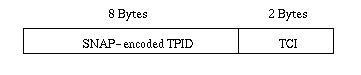 8 Bytes 2 Bytes
SNAP-encoded TPID TCI